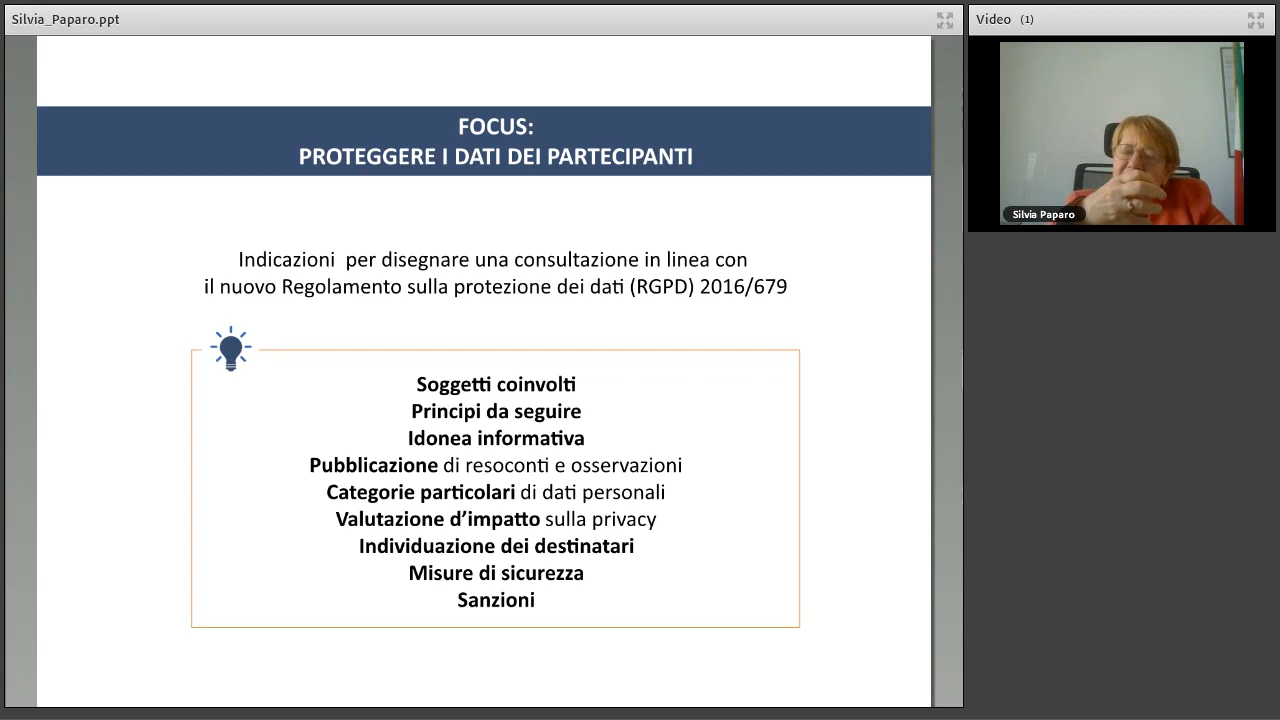 Silvia_Paparo.ppt
FOCUS:
PROTEGGERE I DATI DEI PARTECIPANTI
Indicazioni  per disegnare una consultazione in linea con
il nuovo Regolamento sulla protezione dei dati (RGPD) 2016/679
Soggetti coinvolti
Principi da seguire
Idonea informativa
Pubblicazione di resoconti e osservazioni
Categorie particolari di dati personali
Valutazione d’impatto sulla privacy
Individuazione dei destinatari
Misure di sicurezza
Sanzioni
Video (1)
Silvia Paparo